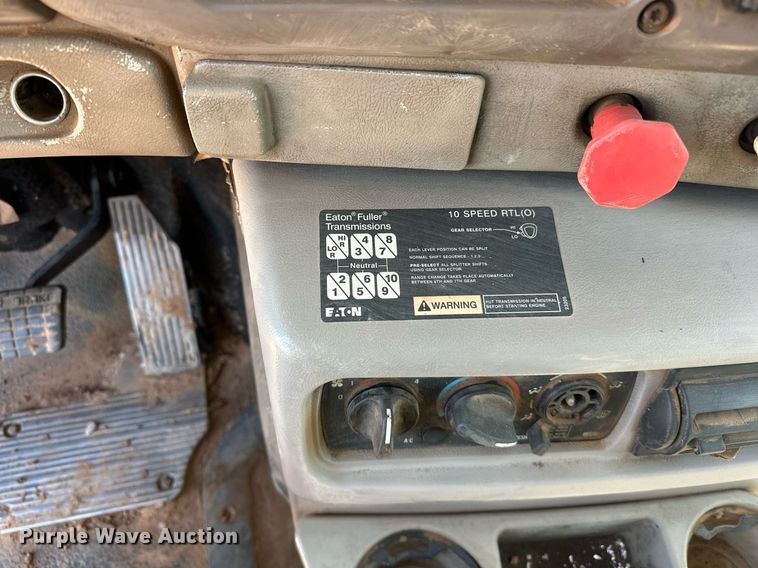 Eaton® Fuller®
Transmissions
10 SPEED RTL(O)
GEAR SELECTOR
HI
LO
HI R 4 8
LO R 3 7
Neutral
2 6 10
1 5 9
EACH LEVER POSITION CAN BE SPLIT
NORMAL SHIFT SEQUENCE - 1,2,3...
PRE-SELECT ALL SPLITTER SHIFTS
USING GEAR SELECTOR.
RANGE CHANGE TAKES PLACE AUTOMATICALLY
BETWEEN 6TH AND 7TH GEAR
WARNING
PUT TRANSMISSION IN NEUTRAL
BEFORE STARTING ENGINE
EATON
0
1
4
A/C
Purple Wave Auction